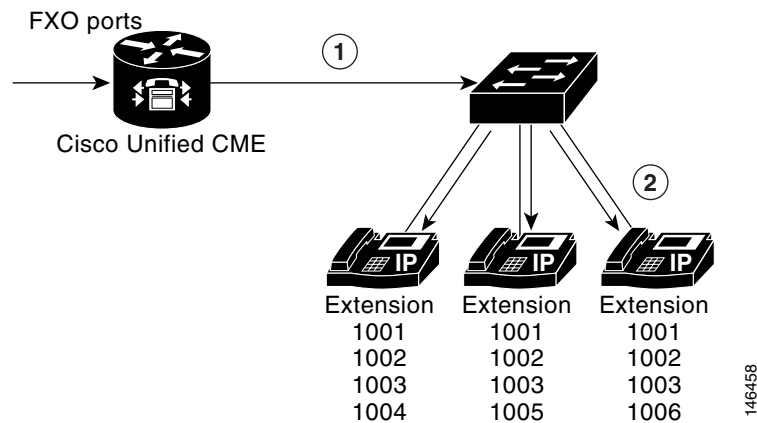 FXO ports
1
Cisco Unified CME
2
IP IP IP
Extension Extension Extension
1001 1001 1001
1002 1002 1002
1003 1003 1003
1004 1005 1006
146458